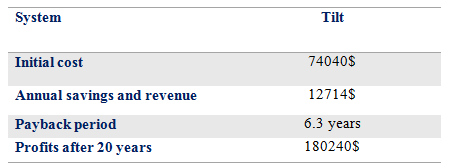 System Tilt
Initial cost 74040$
Annual savings and revenue 12714$
Payback period 6.3 years
Profits after 20 years 180240$